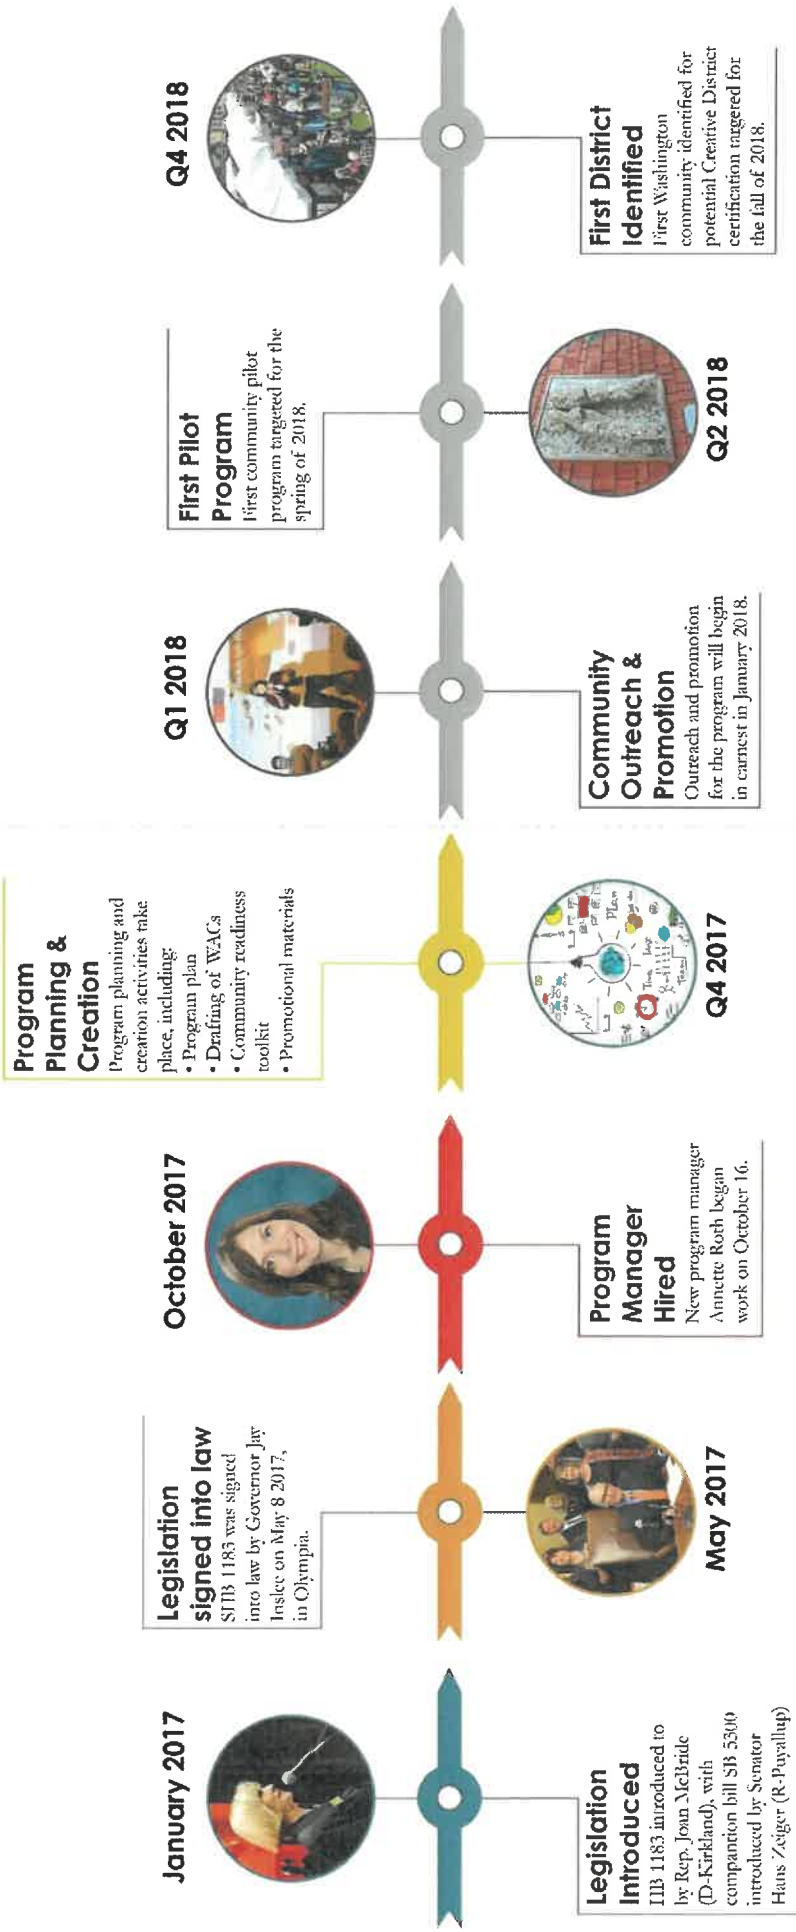 January 2017
Legislation
Introduced
HB 1183 introduced to
by Rep. Joan McBride
(D-Kirkland), with
compantion bill SB 5300
introduced by Senator
Hans Zeiger (R-Puyallup)
Legislation
signed into law
SHB 1183 was signed
into law by Governor Jay
Inslee on May 8 2017,
in Olympia.
May 2017
October 2017
Program
Manager
Hired
New program manager
Annette Roth began
work on October 16.
Program
Planning &
Creation
Program planning and
creation activities take
place, including:
• Program plan
• Drafting of WACs
• Community readiness
toolkit
• Promotional materials
PLan
Time
Team
Q4 2017
Q1 2018
Community
Outreach &
Promotion
Outreach and promotion
for the program will begin
in earnest in January 2018.
First Pilot
Program
First community pilot
program targeted for the
spring of 2018.
Q2 2018
Q4 2018
First District
Identified
First Washington
community identified for
potential Creative District
certification targeted for
the fall of 2018.